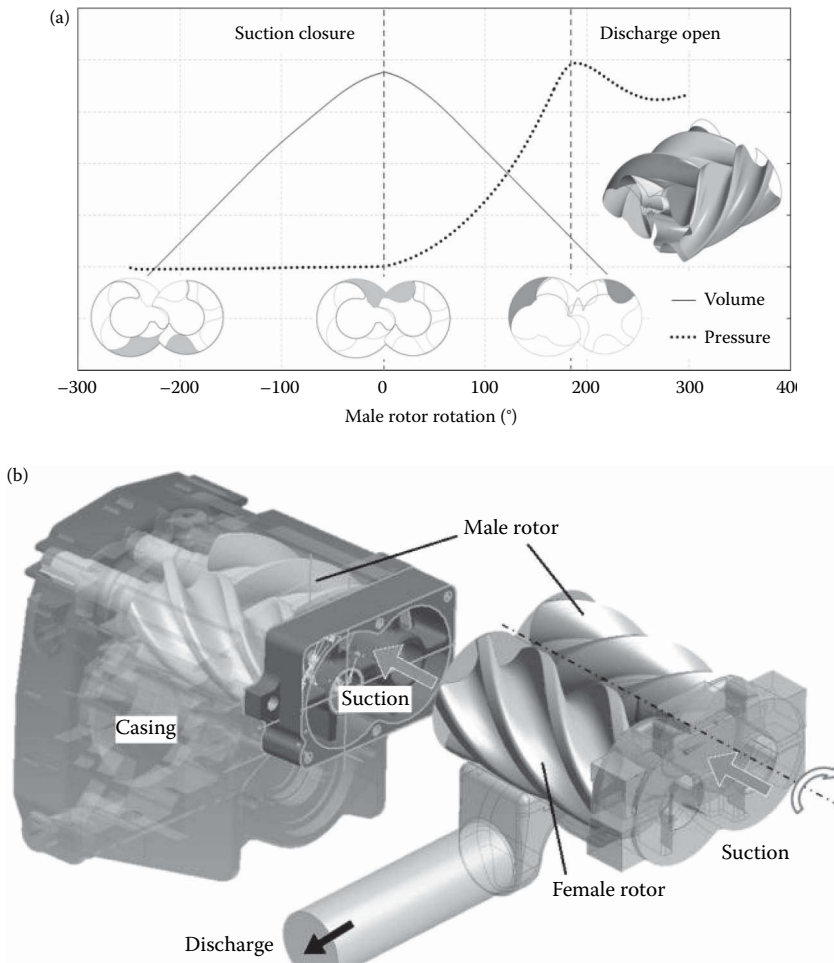 (a)
Suction closure
Discharge open
Volume
Pressure
−300
−200
−100
0
100
200
300
40
Male rotor rotation (°)
(b)
Male rotor
Suction
Casing
Suction
Female rotor
Discharge